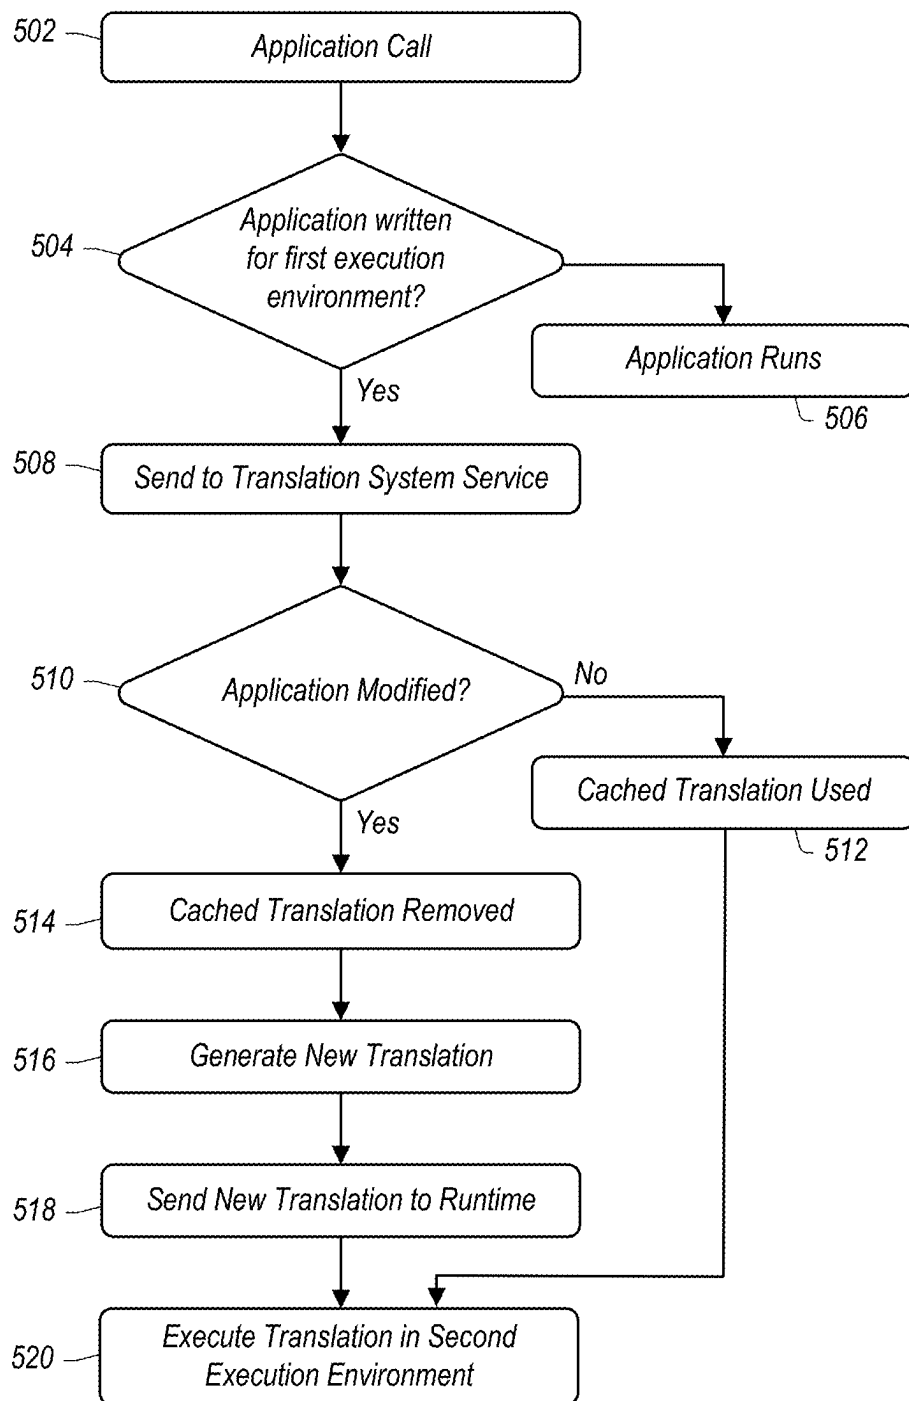 502
Application Call
504
Application written
for first execution
environment?
Application Runs
506
Yes
508
Send to Translation System Service
510
Application Modified?
No
Cached Translation Used
512
Yes
514
Cached Translation Removed
516
Generate New Translation
518
Send New Translation to Runtime
520
Execute Translation in Second
Execution Environment